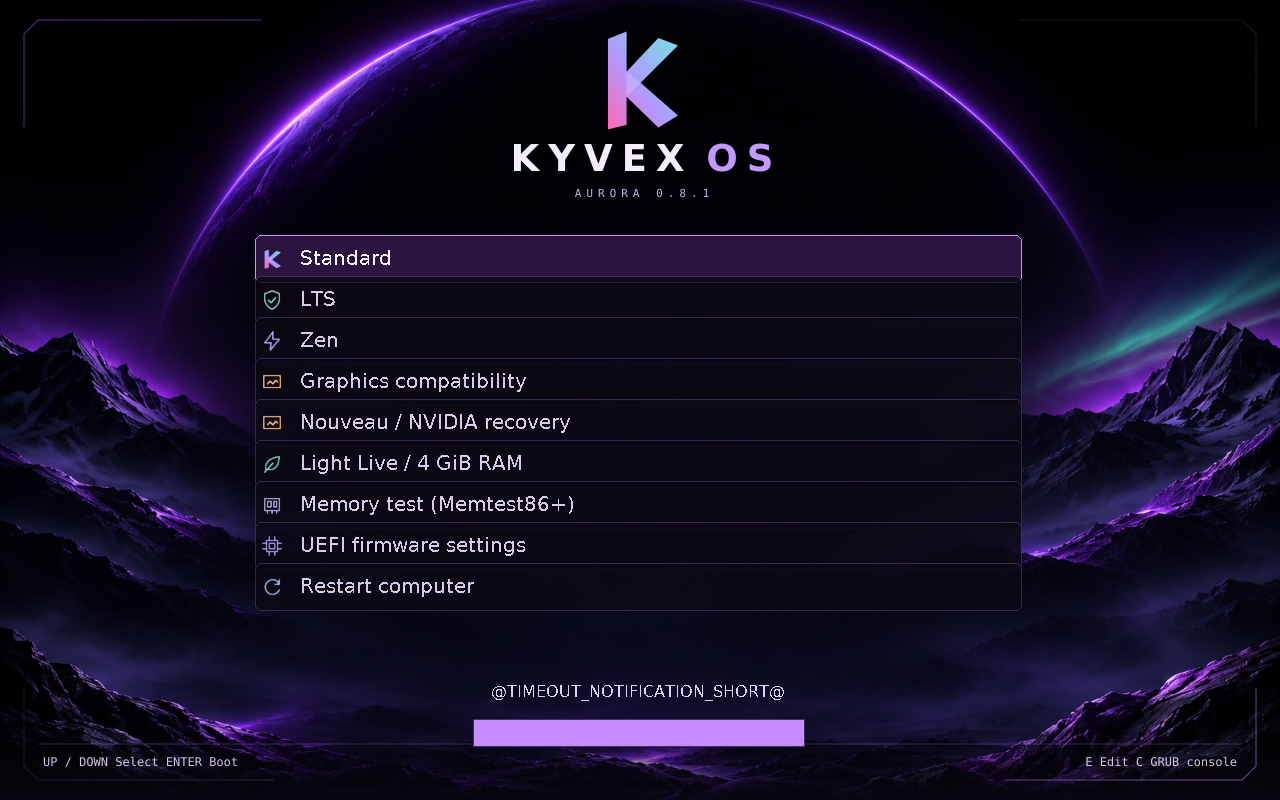 KYVEX OS
AURORA 0.8.1
Standard
LTS
Zen
Graphics compatibility
Nouveau / NVIDIA recovery
Light Live / 4 GiB RAM
Memory test (Memtest86+)
UEFI firmware settings
Restart computer
@TIMEOUT_NOTIFICATION_SHORT@
UP / DOWN Select ENTER Boot
E Edit C GRUB console